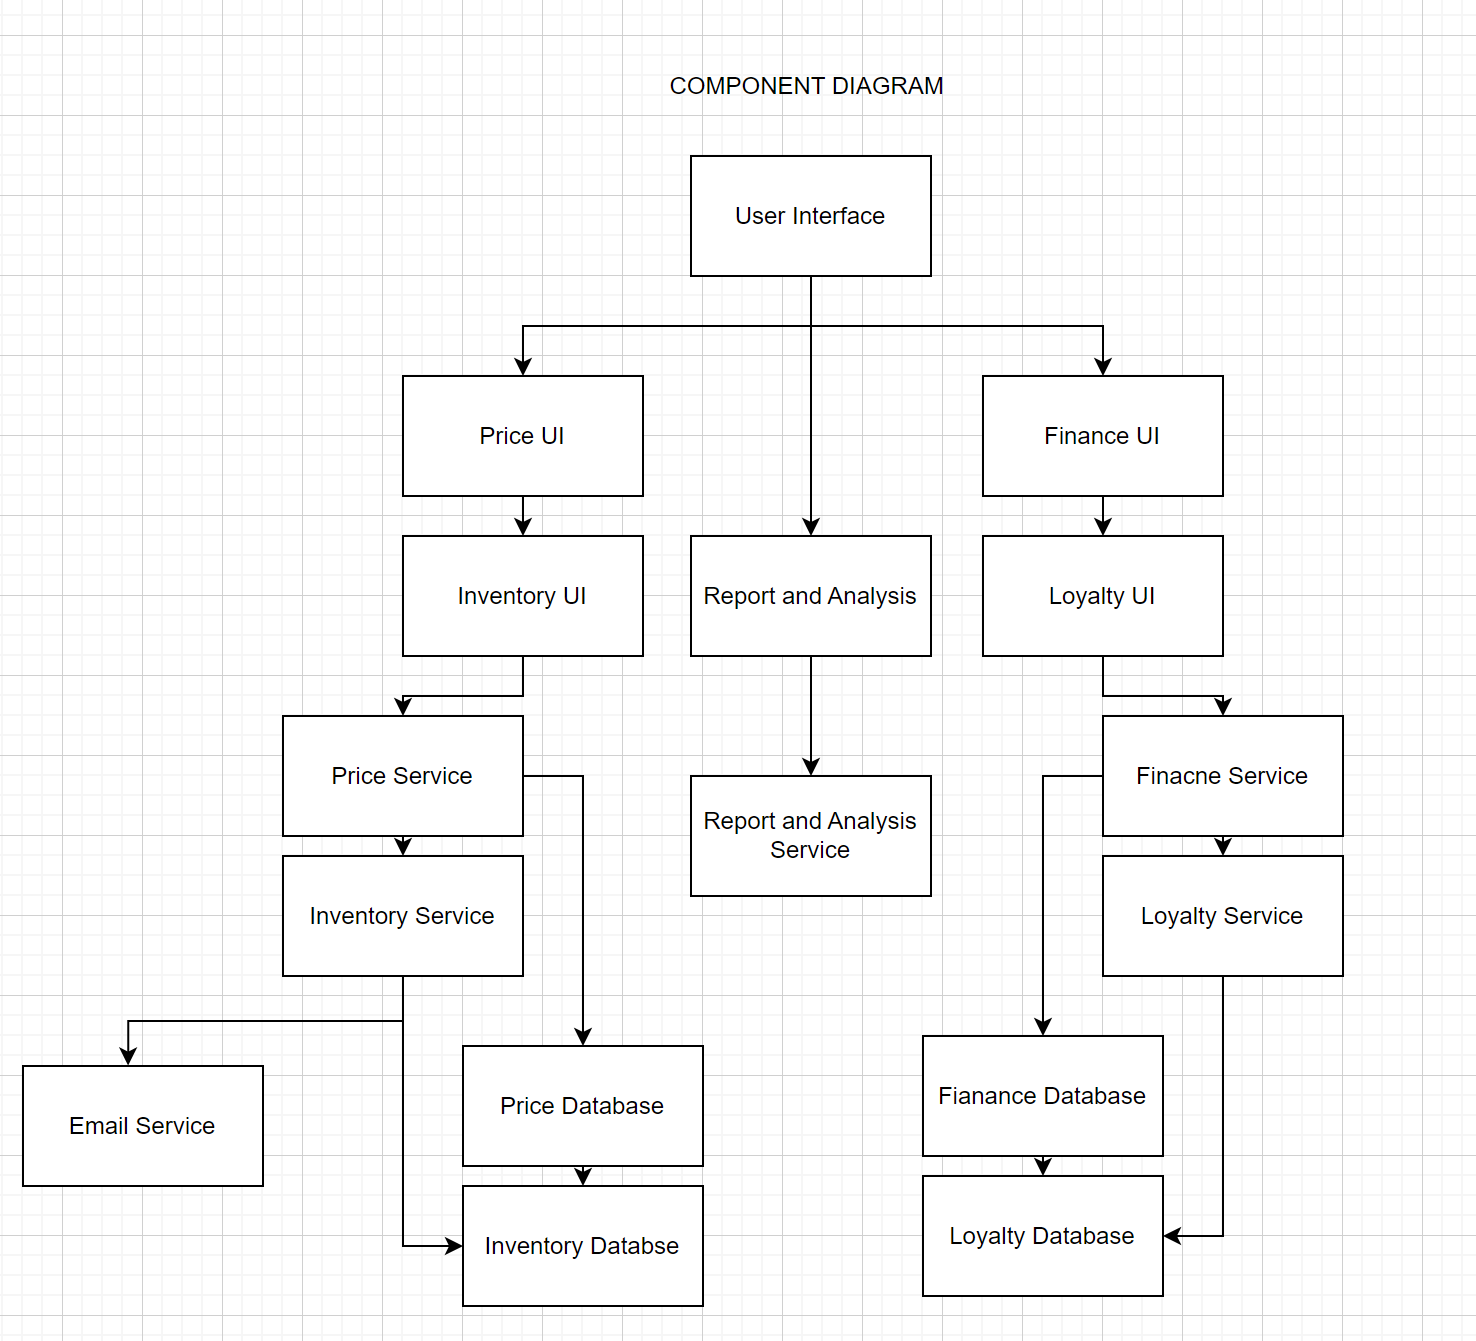 COMPONENT DIAGRAM
User Interface
Price UI
Finance UI
Inventory UI
Report and Analysis
Loyalty UI
Price Service
Finacne Service
Report and Analysis
Service
Inventory Service
Loyalty Service
Email Service
Price Database
Fianance Database
Inventory Databse
Loyalty Database